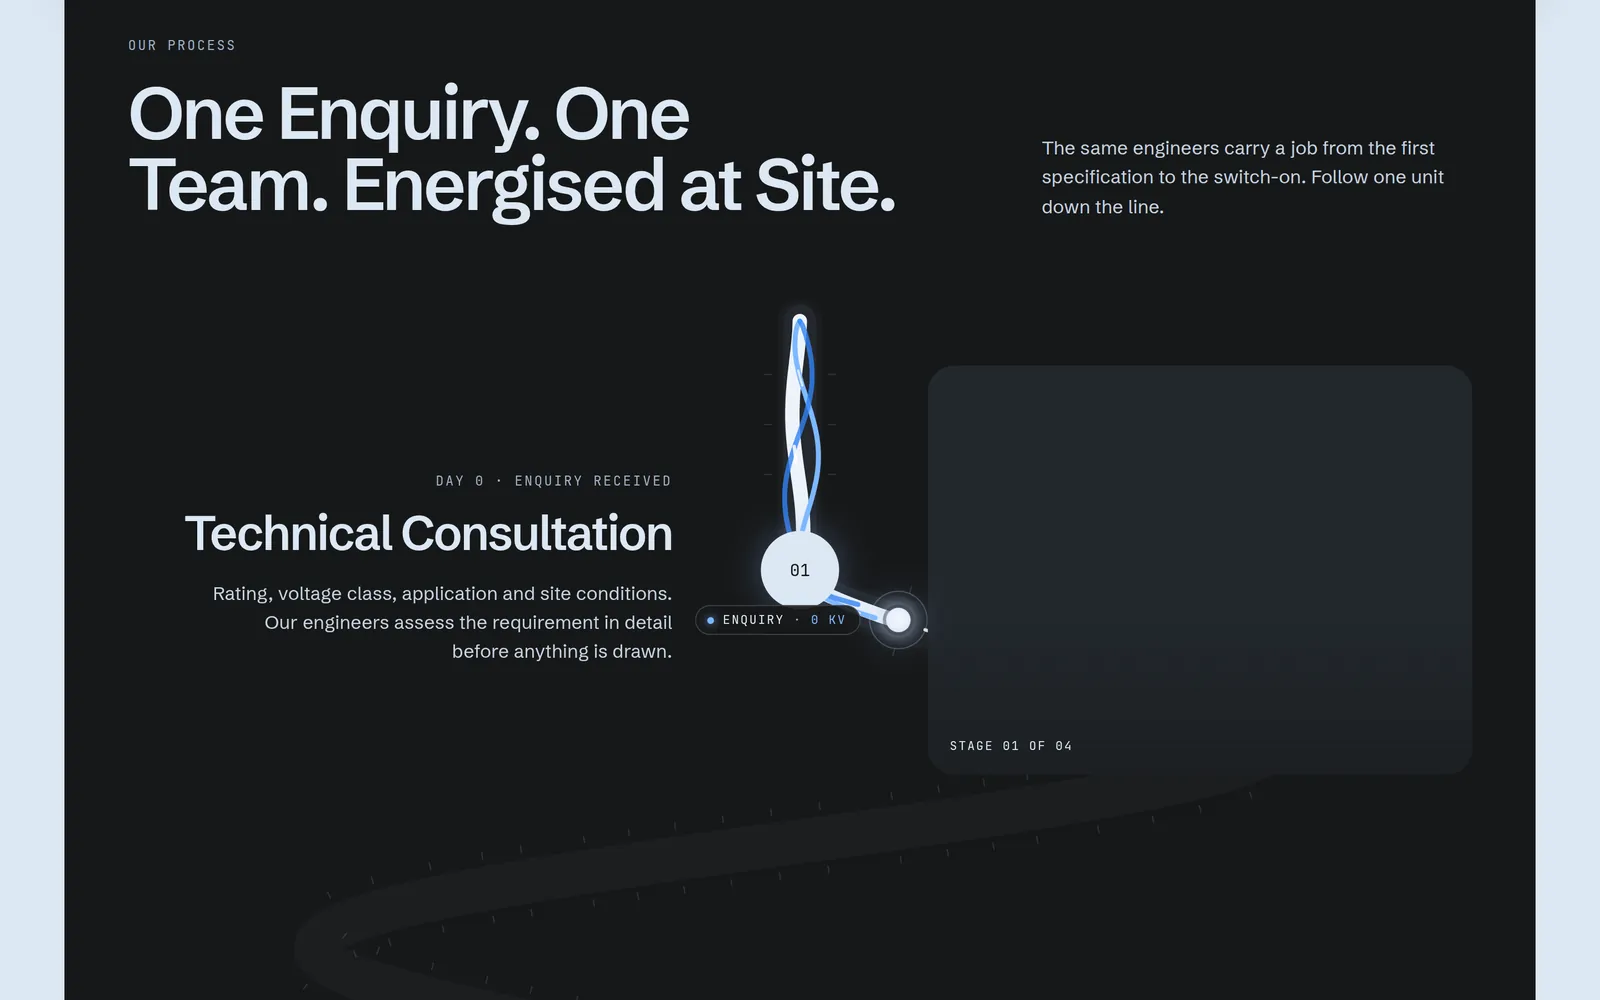 OUR PROCESS
One Enquiry. One
Team. Energised at Site.
The same engineers carry a job from the first
specification to the switch-on. Follow one unit
down the line.
DAY 0 · ENQUIRY RECEIVED
Technical Consultation
Rating, voltage class, application and site conditions.
Our engineers assess the requirement in detail
before anything is drawn.
01
ENQUIRY · 0 KV
STAGE 01 OF 04